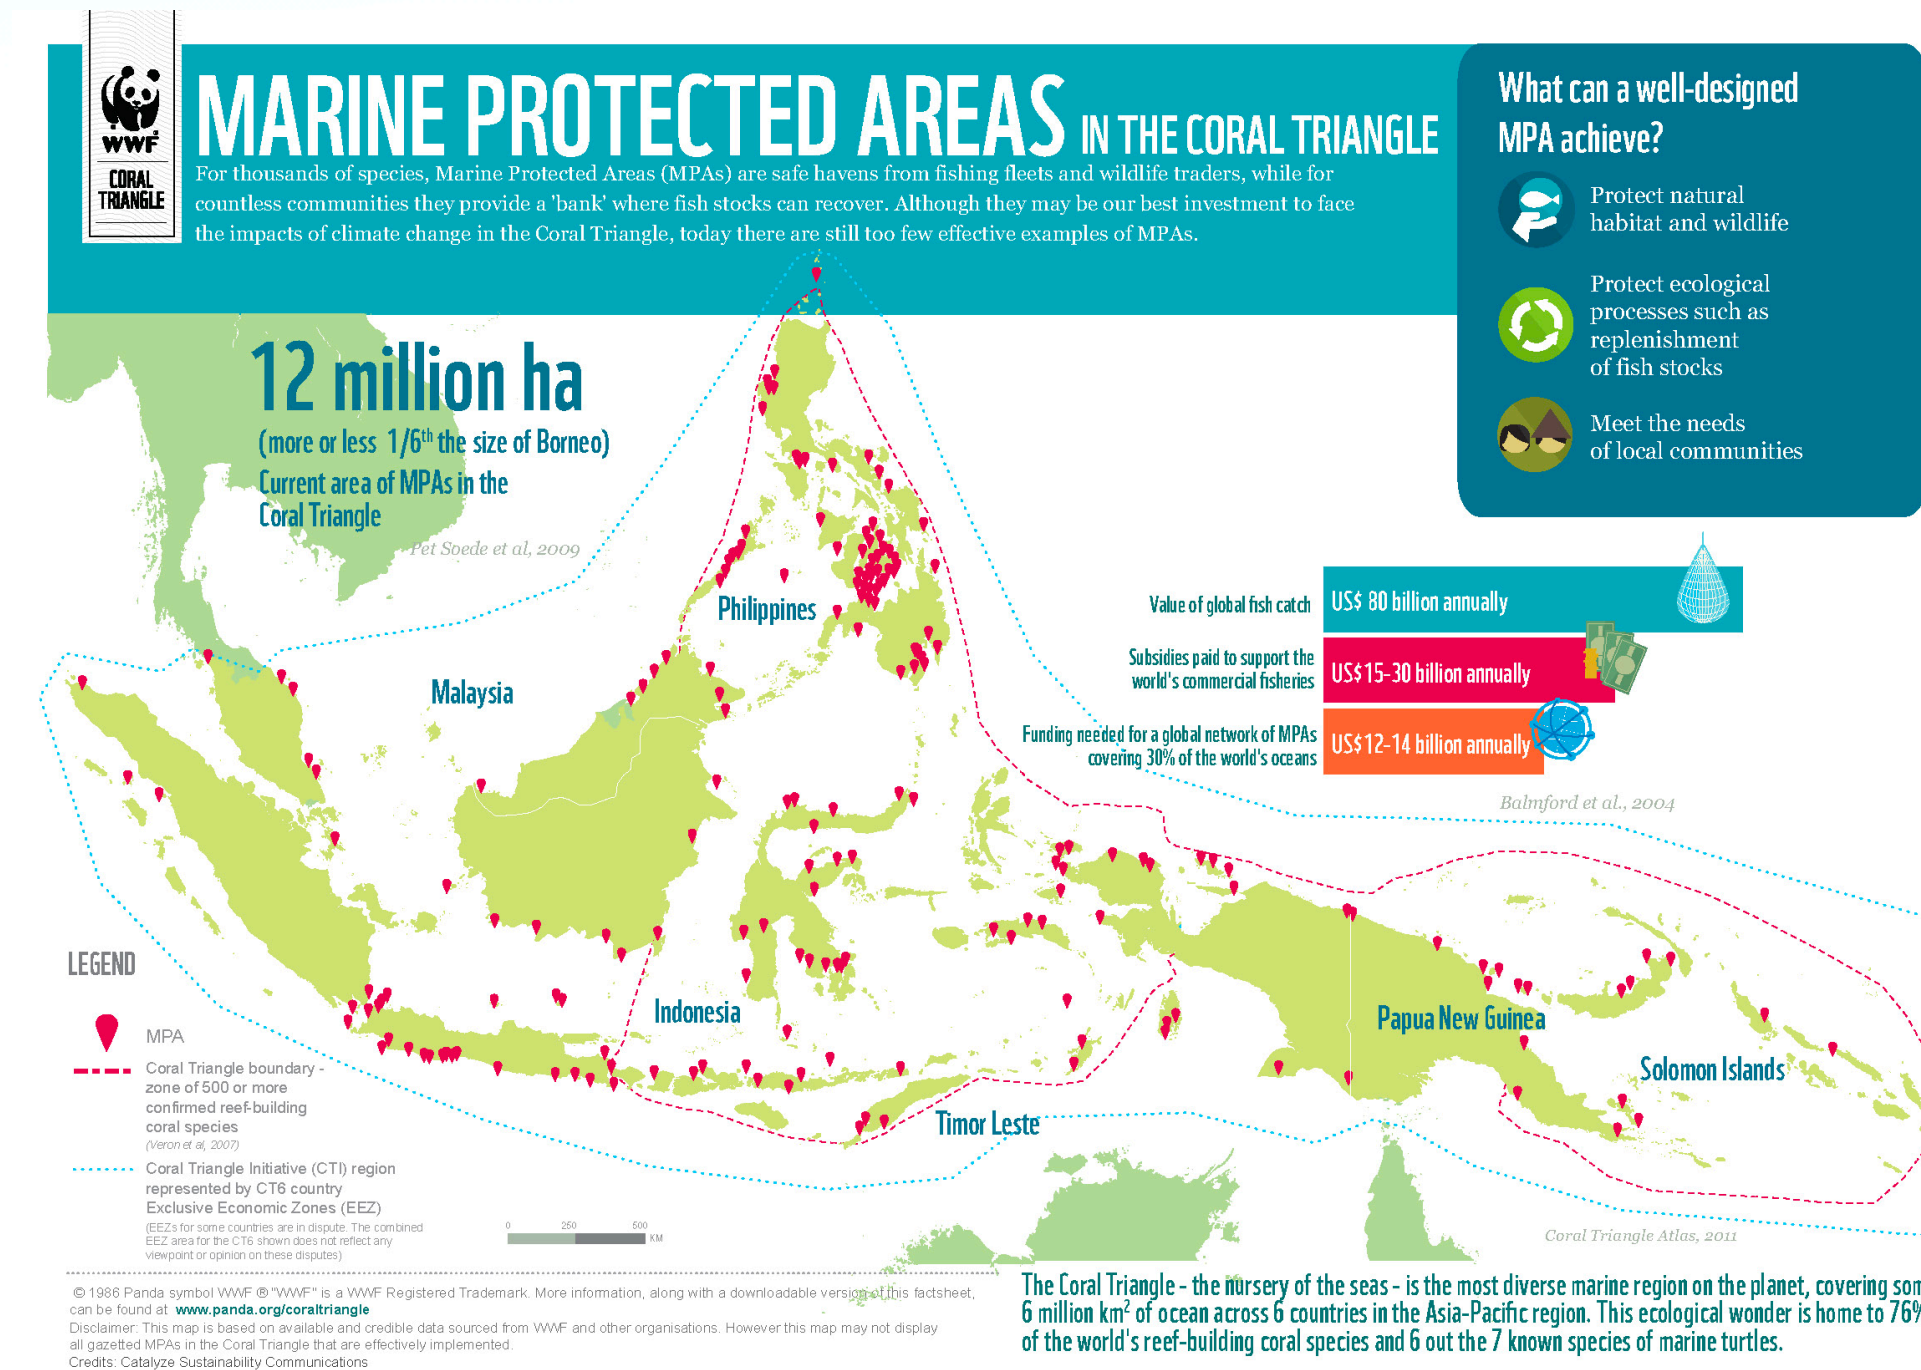 WWF
CORAL
TRIANGLE
MARINE PROTECTED AREAS IN THE CORAL TRIANGLE
For thousands of species, Marine Protected Areas (MPAs) are safe havens from fishing fleets and wildlife traders, while for
countless communities they provide a 'bank' where fish stocks can recover. Although they may be our best investment to face
the impacts of climate change in the Coral Triangle, today there are still too few effective examples of MPAs.
What can a well-designed
MPA achieve?
Protect natural
habitat and wildlife
Protect ecological
processes such as
replenishment
of fish stocks
Meet the needs
of local communities
12 million ha
(more or less 1/6th the size of Borneo)
Current area of MPAs in the
Coral Triangle
Pet Soede et al, 2009
Value of global fish catch
US$ 80 billion annually
Subsidies paid to support the
world's commercial fisheries
US$15-30 billion annually
Funding needed for a global network of MPAs
covering 30% of the world's oceans
US$12-14 billion annually
Balmford et al., 2004
Philippines
Malaysia
Indonesia
Papua New Guinea
Solomon Islands
Timor Leste
LEGEND
MPA
Coral Triangle boundary -
zone of 500 or more
confirmed reef-building
coral species
(Veron et al, 2007)
Coral Triangle Initiative (CTI) region
represented by CT6 country
Exclusive Economic Zones (EEZ)
(EEZs for some countries are in dispute. The combined
EEZ area for the CT6 shown does not reflect any
viewpoint or opinion on these disputes)
0 250 500
KM
Coral Triangle Atlas, 2011
© 1986 Panda symbol WWF ® "WWF" is a WWF Registered Trademark. More information, along with a downloadable version of this factsheet,
can be found at www.panda.org/coraltriangle
Disclaimer: This map is based on available and credible data sourced from WWF and other organisations. However this map may not display
all gazetted MPAs in the Coral Triangle that are effectively implemented.
Credits: Catalyze Sustainability Communications
The Coral Triangle - the nursery of the seas - is the most diverse marine region on the planet, covering
6 million km² of ocean across 6 countries in the Asia-Pacific region. This ecological wonder is home to 76%
of the world's reef-building coral species and 6 out the 7 known species of marine turtles.